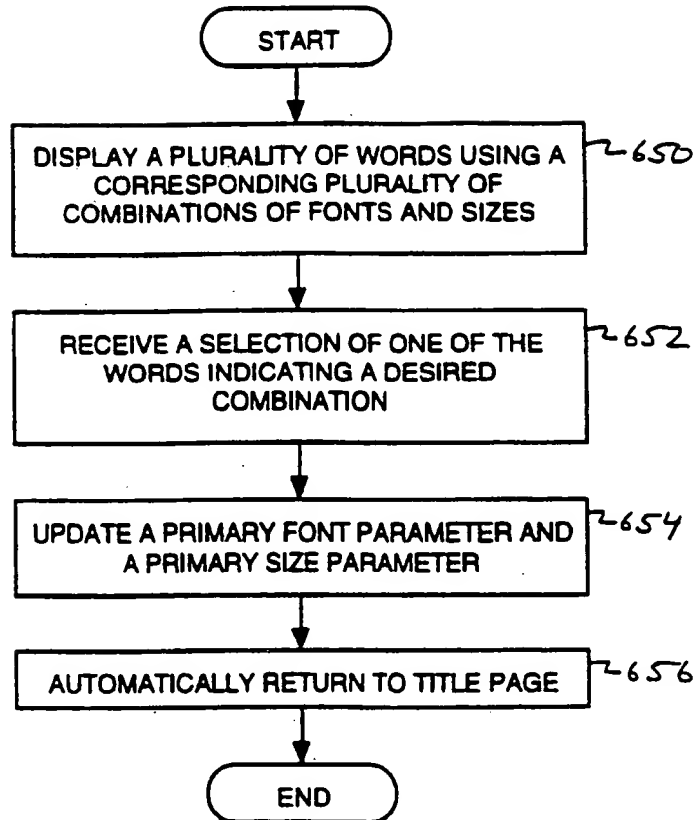 START
DISPLAY A PLURALITY OF WORDS USING A
CORRESPONDING PLURALITY OF
COMBINATIONS OF FONTS AND SIZES
650
RECEIVE A SELECTION OF ONE OF THE
WORDS INDICATING A DESIRED
COMBINATION
652
UPDATE A PRIMARY FONT PARAMETER AND
A PRIMARY SIZE PARAMETER
654
AUTOMATICALLY RETURN TO TITLE PAGE
656
END